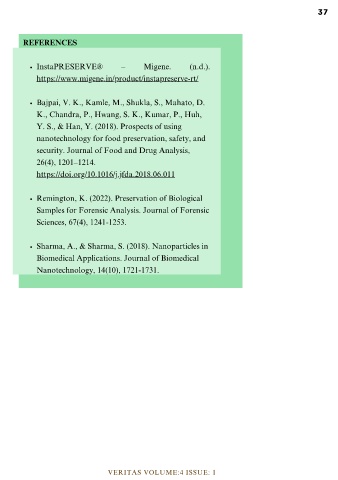 37
REFERENCES
• InstaPRESERVE® – Migene. (n.d.).
https://www.migene.in/product/instapreserve-rt/
• Bajpai, V. K., Kamle, M., Shukla, S., Mahato, D.
K., Chandra, P., Hwang, S. K., Kumar, P., Huh,
Y. S., & Han, Y. (2018). Prospects of using
nanotechnology for food preservation, safety, and
security. Journal of Food and Drug Analysis,
26(4), 1201–1214.
https://doi.org/10.1016/j.jfda.2018.06.011
• Remington, K. (2022). Preservation of Biological
Samples for Forensic Analysis. Journal of Forensic
Sciences, 67(4), 1241-1253.
• Sharma, A., & Sharma, S. (2018). Nanoparticles in
Biomedical Applications. Journal of Biomedical
Nanotechnology, 14(10), 1721-1731.
VERITAS VOLUME:4 ISSUE: 1